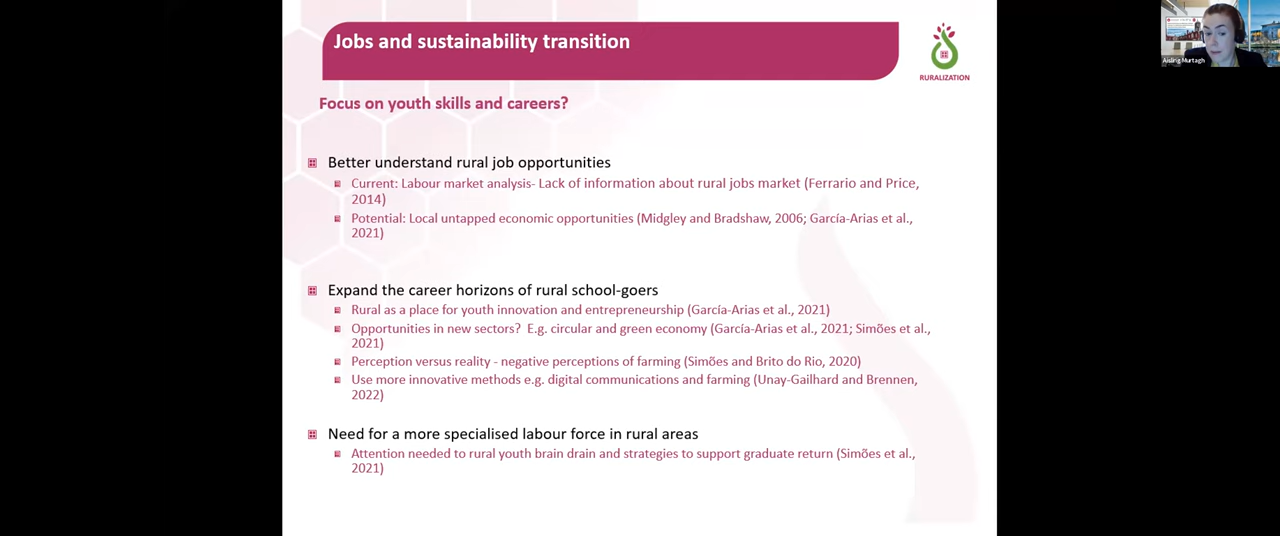 Jobs and sustainability transition
RURALIZATION
Aisling Murtagh
Focus on youth skills and careers?
Better understand rural job opportunities
Current: Labour market analysis- Lack of information about rural jobs market (Ferrario and Price,
2014)
Potential: Local untapped economic opportunities (Midgley and Bradshaw, 2006; García-Arias et al.,
2021)
Expand the career horizons of rural school-goers
Rural as a place for youth innovation and entrepreneurship (García-Arias et al., 2021)
Opportunities in new sectors? E.g. circular and green economy (García-Arias et al., 2021; Simões et al.,
2021)
Perception versus reality - negative perceptions of farming (Simões and Brito do Rio, 2020)
Use more innovative methods e.g. digital communications and farming (Unay-Gailhard and Brennen,
2022)
Need for a more specialised labour force in rural areas
Attention needed to rural youth brain drain and strategies to support graduate return (Simões et al.,
2021)